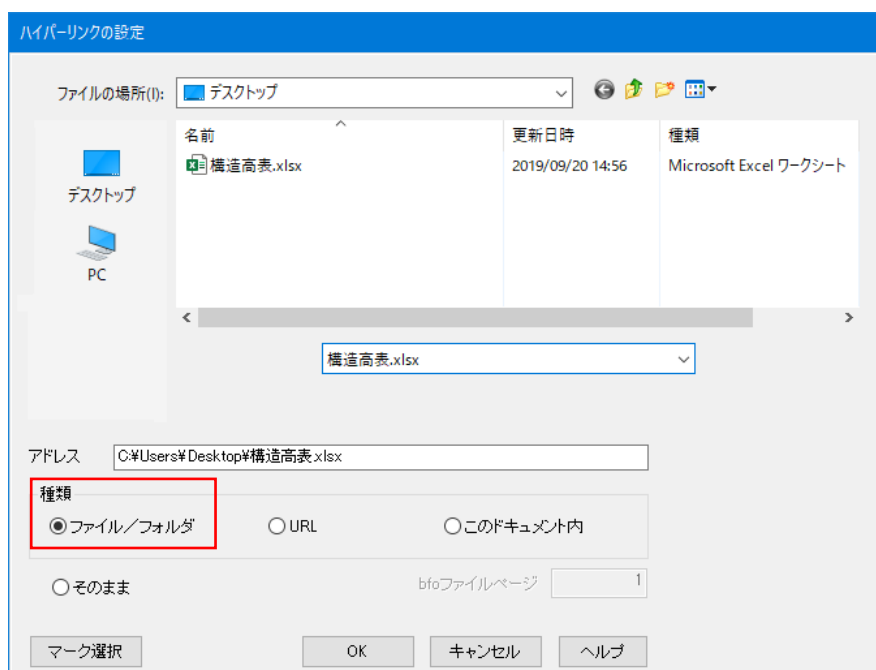 ハイパーリンクの設定
ファイルの場所(I): デスクトップ
名前 更新日時 種類
構造高表.xlsx 2019/09/20 14:56 Microsoft Excel ワークシート
デスクトップ
PC
構造高表.xlsx
アドレス C:¥Users¥Desktop¥構造高表.xlsx
種類
ファイル／フォルダ URL このドキュメント内
そのまま bfoファイルページ 1
マーク選択 OK キャンセル ヘルプ